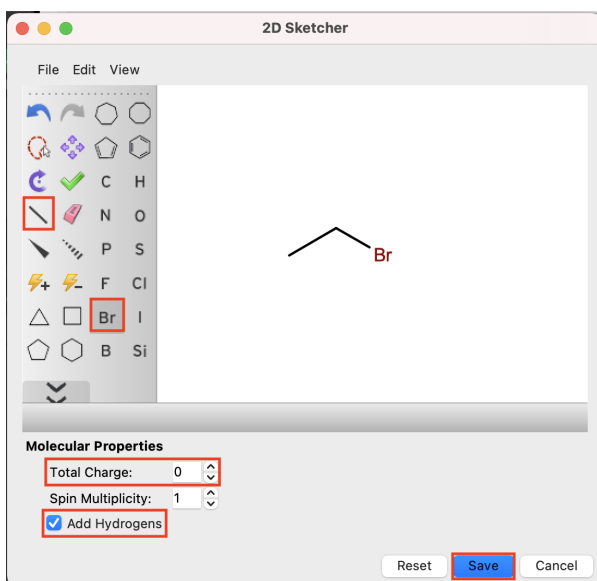 2D Sketcher
File Edit View
C H
N O
P S
F Cl
Br I
B Si
Br
Molecular Properties
Total Charge: 0
Spin Multiplicity: 1
Add Hydrogens
Reset Save Cancel